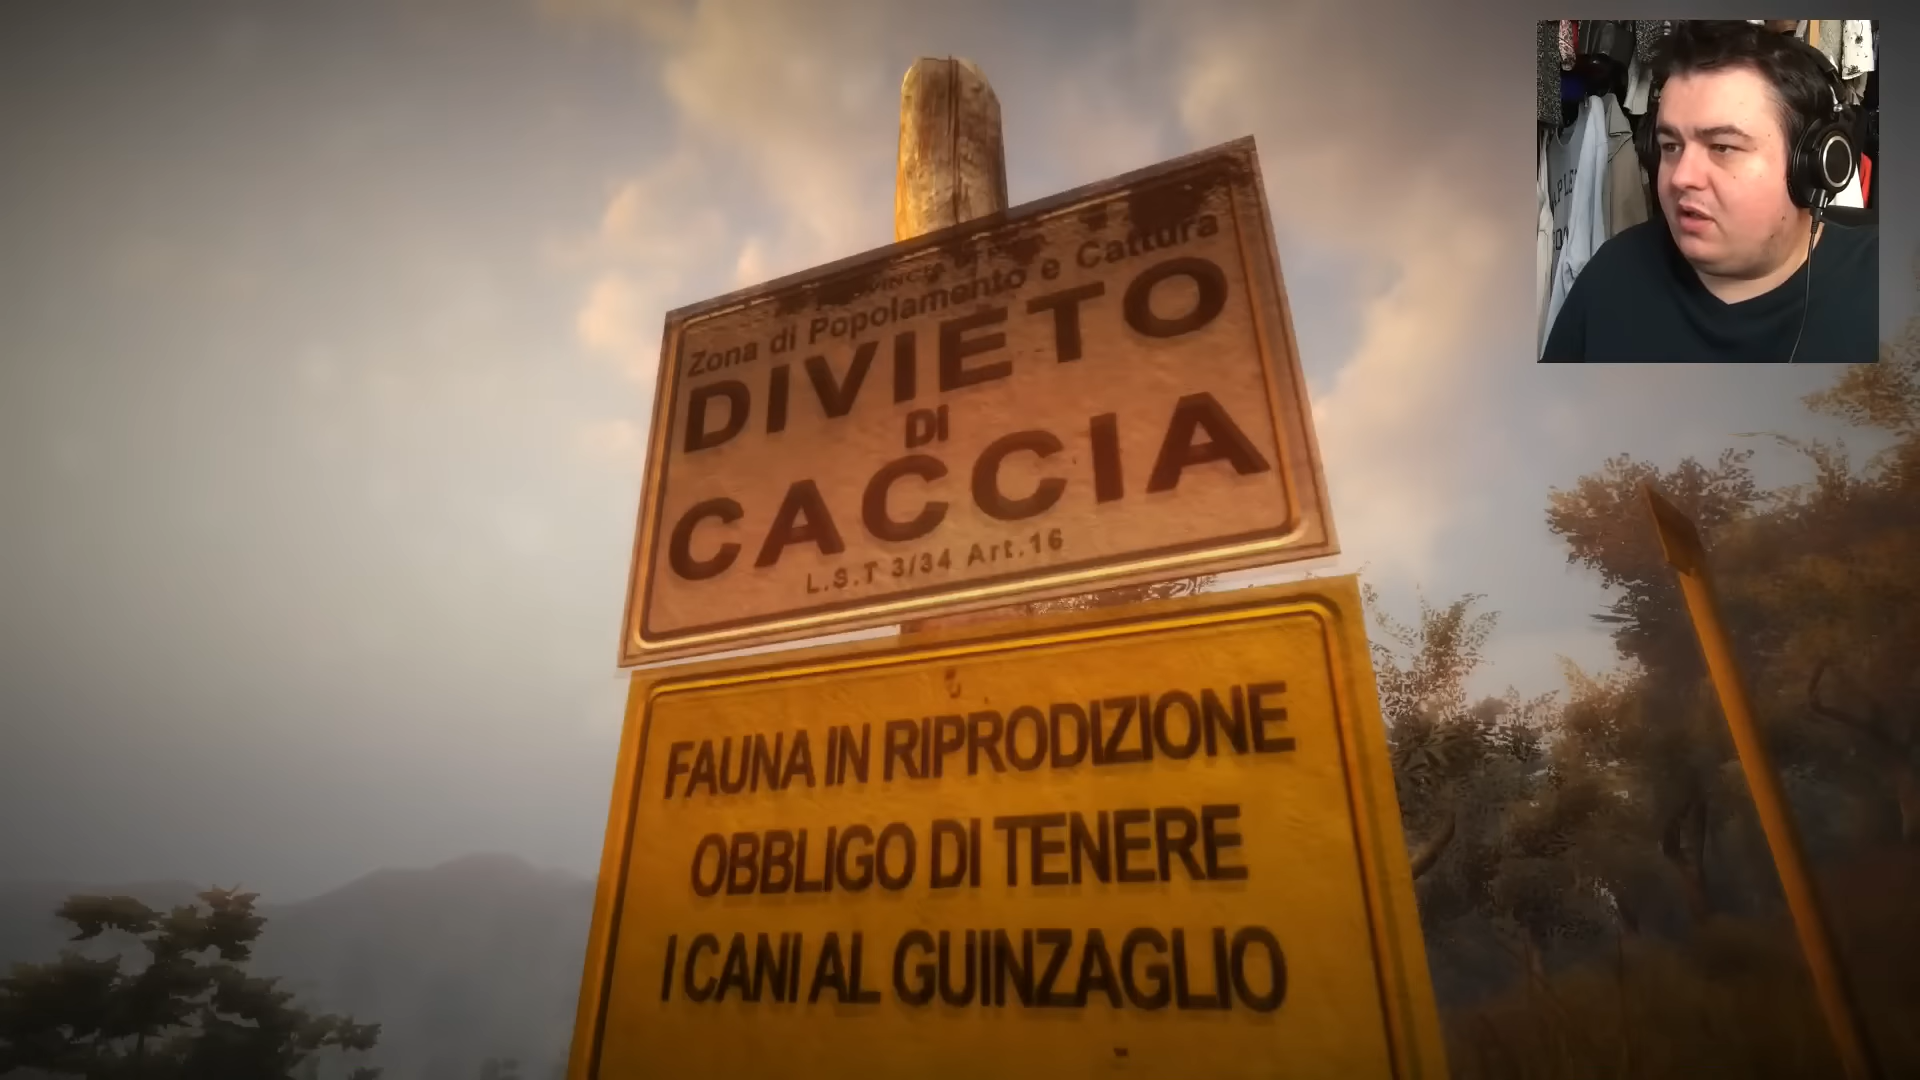 Zona di Popolamento e Cattura
DIVIETO
DI
CACCIA
L.S.T 3/34 Art.16
FAUNA IN RIPRODIZIONE
OBBLIGO DI TENERE
I CANI AL GUINZAGLIO